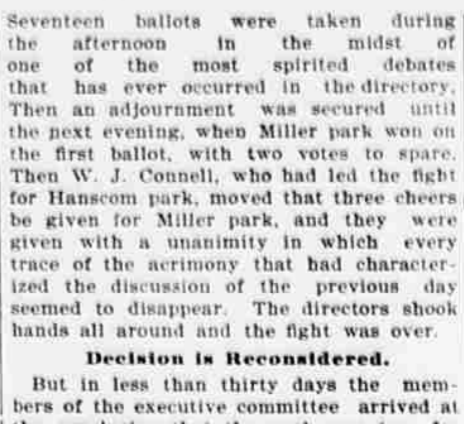 Seventeen ballots were taken during
the afternoon in the midst of
one of the most spirited debates
that has ever occurred in the directory.
Then an adjournment was secured until
the next evening, when Miller park won on
the first ballot, with two votes to spare.
Then W. J. Connell, who had led the fight
for Hanscom park, moved that three cheers
be given for Miller park, and they were
given with a unanimity in which every
trace of the acrimony that had character-
ized the discussion of the previous day
seemed to disappear. The directors shook
hands all around and the fight was over.
Decision is Reconsidered.
But in less than thirty days the mem-
bers of the executive committee arrived at